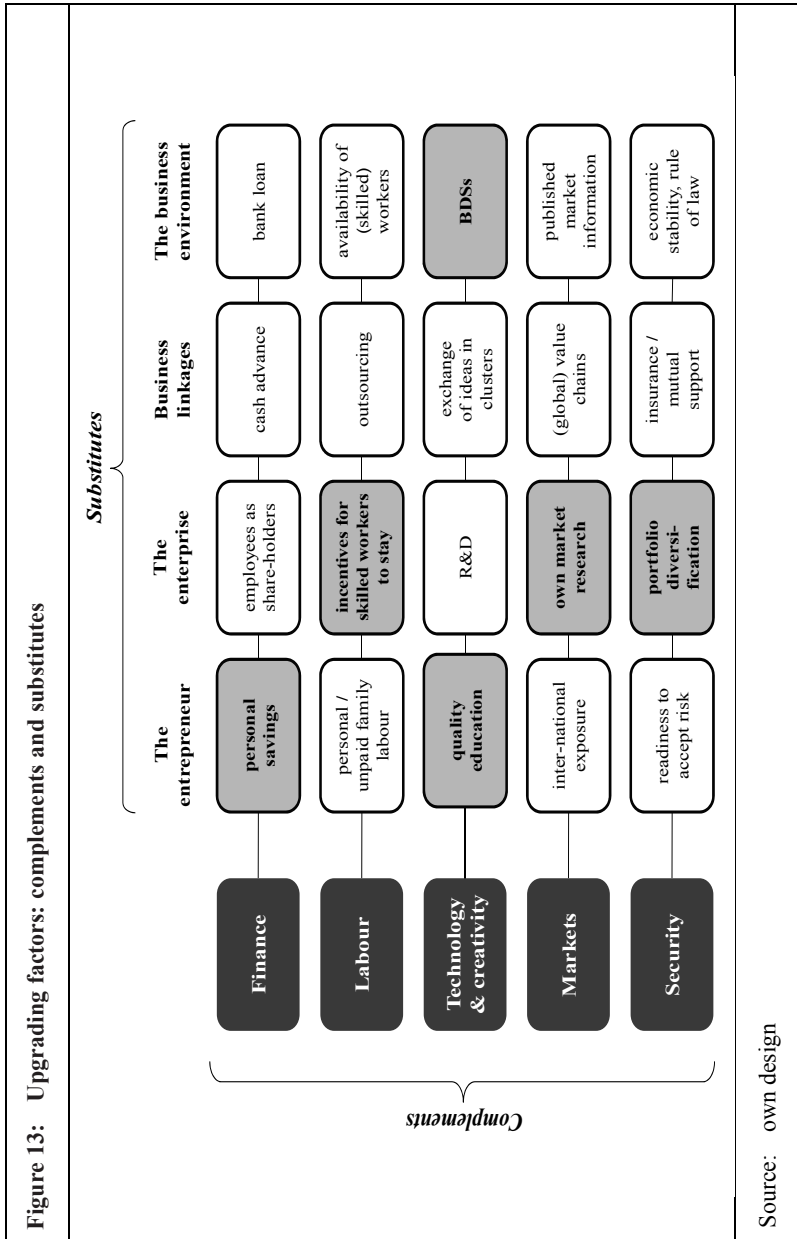 Figure 13: Upgrading factors: complements and substitutes
Substitutes
The
entrepreneur
The
enterprise
Business
linkages
The business
environment
Complements
Finance
personal
savings
employees as
share-holders
cash advance
bank loan
Labour
personal /
unpaid family
labour
incentives for
skilled workers
to stay
outsourcing
availability of
(skilled)
workers
Technology
& creativity
quality
education
R&D
exchange
of ideas in
clusters
BDSs
Markets
inter-national
exposure
own market
research
(global) value
chains
published
market
information
Security
readiness to
accept risk
portfolio
diversi-
fication
insurance /
mutual
support
economic
stability, rule
of law
Source: own design